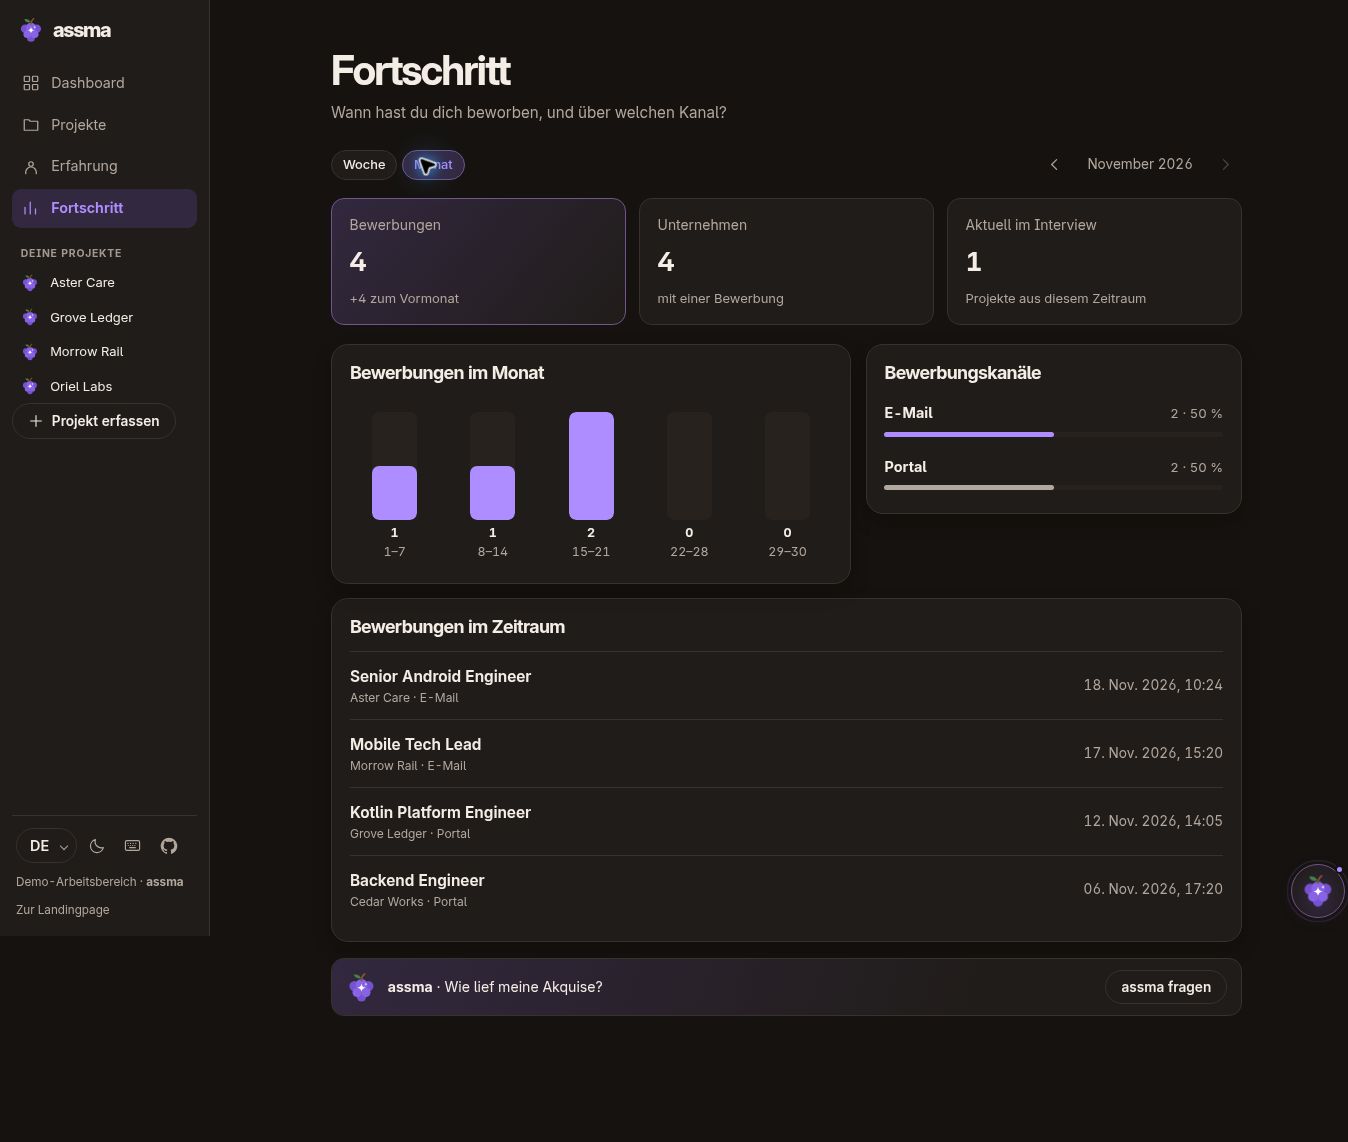 assma
Dashboard
Projekte
Erfahrung
Fortschritt
DEINE PROJEKTE
Aster Care
Grove Ledger
Morrow Rail
Oriel Labs
Projekt erfassen
DE
Demo-Arbeitsbereich · assma
Zur Landingpage
Fortschritt
Wann hast du dich beworben, und über welchen Kanal?
Woche
November 2026
Bewerbungen
4
+4 zum Vormonat
Unternehmen
4
mit einer Bewerbung
Aktuell im Interview
1
Projekte aus diesem Zeitraum
Bewerbungen im Monat
1 1 2 0 0
1–7 8–14 15–21 22–28 29–30
Bewerbungskanäle
E-Mail 2 · 50 %
Portal 2 · 50 %
Bewerbungen im Zeitraum
Senior Android Engineer
Aster Care · E-Mail
18. Nov. 2026, 10:24
Mobile Tech Lead
Morrow Rail · E-Mail
17. Nov. 2026, 15:20
Kotlin Platform Engineer
Grove Ledger · Portal
12. Nov. 2026, 14:05
Backend Engineer
Cedar Works · Portal
06. Nov. 2026, 17:20
assma · Wie lief meine Akquise?
assma fragen